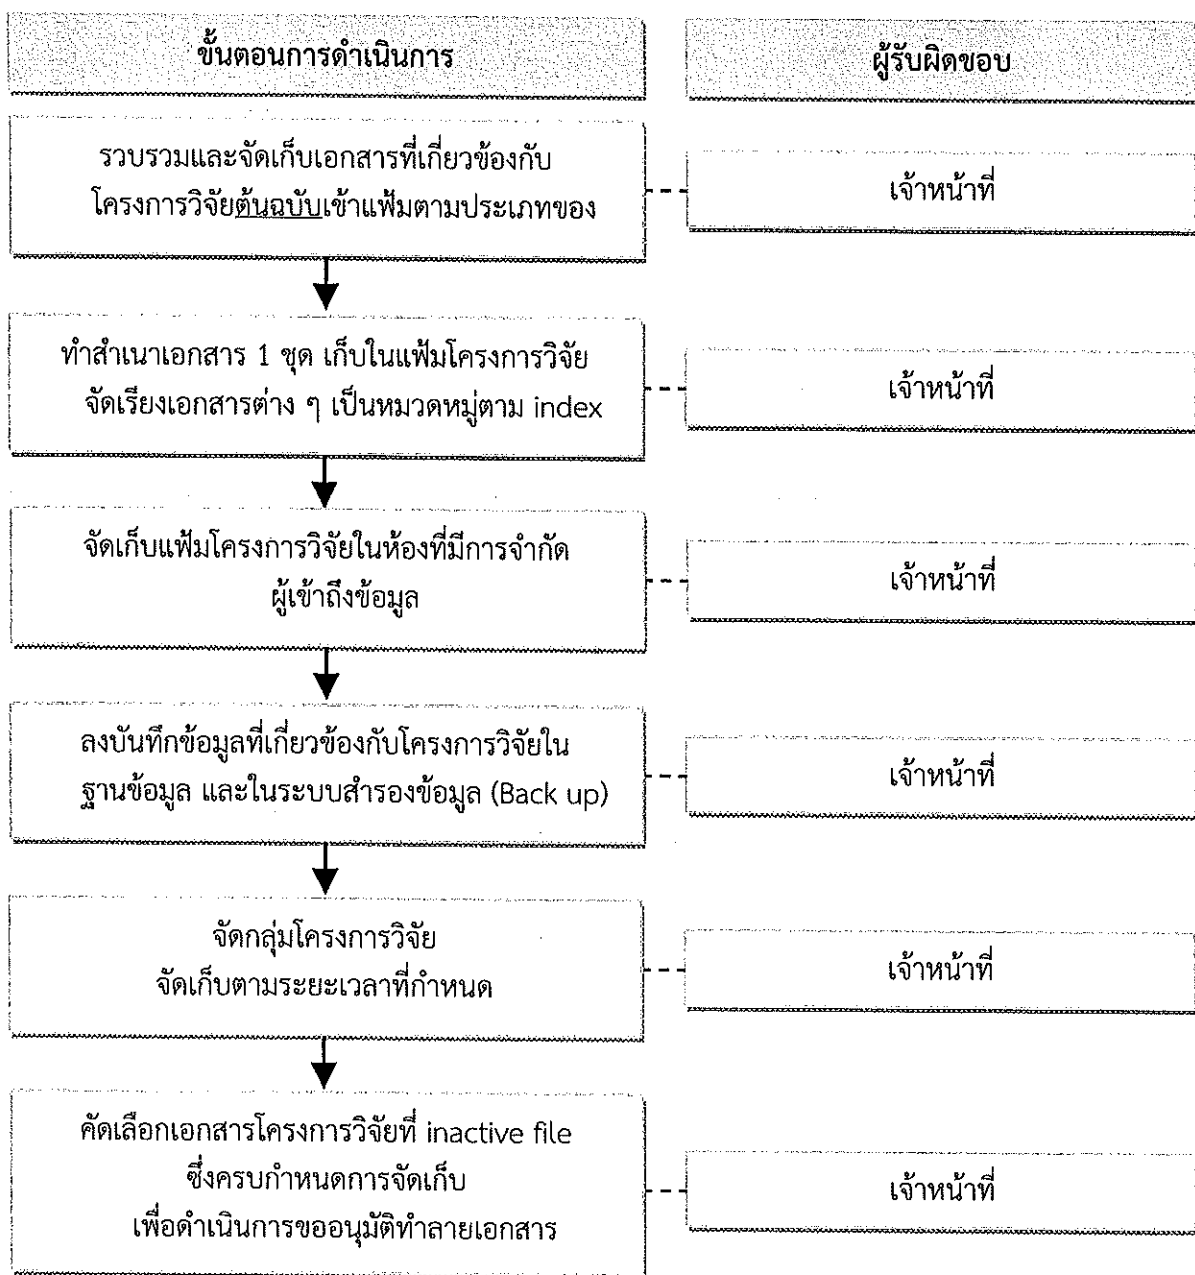 ขั้นตอนการดำเนินการ
ผู้รับผิดชอบ
รวบรวมและจัดเก็บเอกสารที่เกี่ยวข้องกับ
โครงการวิจัยต้นฉบับเข้าแฟ้มตามประเภทของ
เจ้าหน้าที่
ทำสำเนาเอกสาร 1 ชุด เก็บในแฟ้มโครงการวิจัย
จัดเรียงเอกสารต่าง ๆ เป็นหมวดหมู่ตาม index
เจ้าหน้าที่
จัดเก็บแฟ้มโครงการวิจัยในห้องที่มีการจำกัด
ผู้เข้าถึงข้อมูล
เจ้าหน้าที่
ลงบันทึกข้อมูลที่เกี่ยวข้องกับโครงการวิจัยใน
ฐานข้อมูล และในระบบสำรองข้อมูล (Back up)
เจ้าหน้าที่
จัดกลุ่มโครงการวิจัย
จัดเก็บตามระยะเวลาที่กำหนด
เจ้าหน้าที่
คัดเลือกเอกสารโครงการวิจัยที่ inactive file
ซึ่งครบกำหนดการจัดเก็บ
เพื่อดำเนินการขออนุมัติทำลายเอกสาร
เจ้าหน้าที่